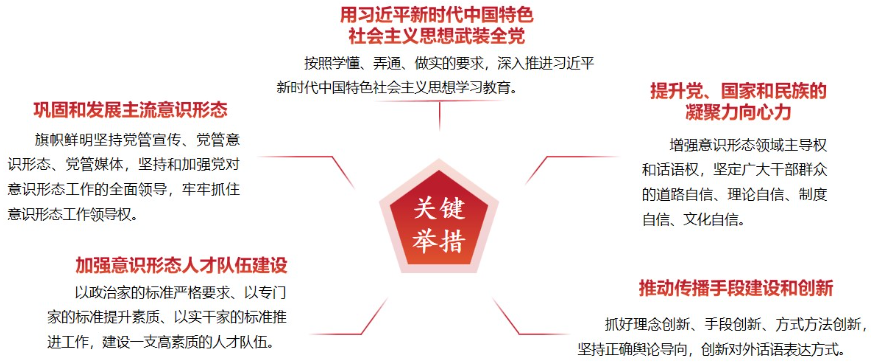 用习近平新时代中国特色
社会主义思想武装全党
按照学懂、弄通、做实的要求，深入推进习近平
新时代中国特色社会主义思想学习教育。
巩固和发展主流意识形态
旗帜鲜明坚持党管宣传、党管意
识形态、党管媒体，坚持和加强党对
意识形态工作的全面领导，牢牢抓住
意识形态工作领导权。
提升党、国家和民族的
凝聚力向心力
增强意识形态领域主导权
和话语权，坚定广大干部群众
的道路自信、理论自信、制度
自信、文化自信。
关键
举措
加强意识形态人才队伍建设
以政治家的标准严格要求、以专门
家的标准提升素质、以实干家的标准推
进工作，建设一支高素质的人才队伍。
推动传播手段建设和创新
抓好理念创新、手段创新、方式方法创新，
坚持正确舆论导向，创新对外话语表达方式。